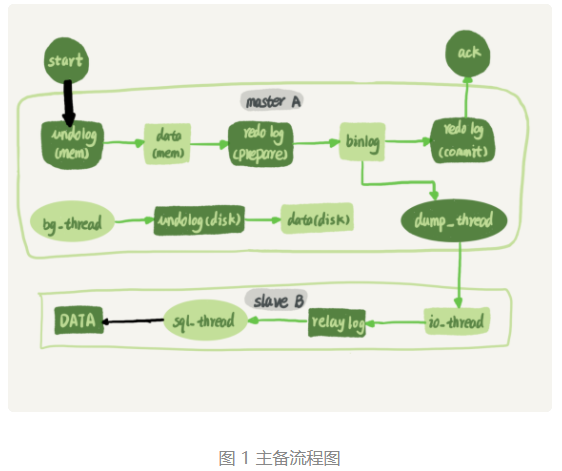 start
ack
master A
undolog
(mem)
data
(mem)
redo log
(prepare)
binlog
redo log
(commit)
bg_thread
undolog(disk)
data(disk)
dump_thread
slave B
DATA
sql_thread
relay log
io_thread
图 1 主备流程图